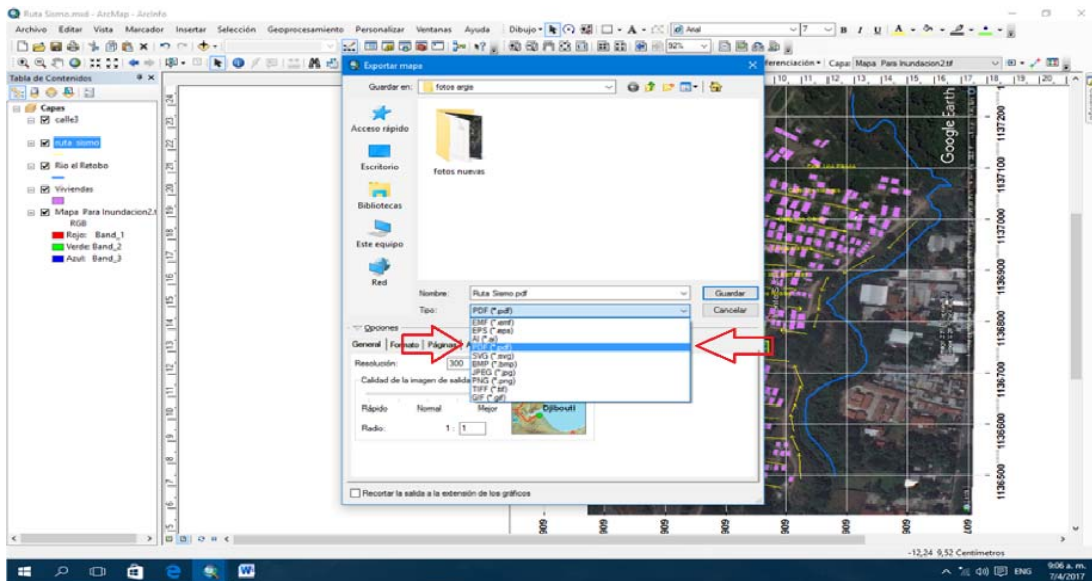 Ruta Sismo.mxd - ArcMap - ArcInfo
Archivo Editar Vista Marcador Insertar Selección Geoprocesamiento Personalizar Ventanas Ayuda Dibujo
Arial 7 B I U A
92%
Capa: Mapa Para Inundacion2.tif
Tabla de Contenidos
Capas
calle3
ruta sismo
Rio el Retobo
Viviendas
Mapa Para Inundacion2.t
RGB
Rojo: Band_1
Verde: Band_2
Azul: Band_3
Exportar mapa
Guardar en: fotos argis
Acceso rápido
Escritorio
Bibliotecas
Este equipo
Red
fotos nuevas
Nombre: Ruta Sismo.pdf Guardar
Tipo: PDF (*.pdf) Cancelar
EMF (*.emf)
EPS (*.eps)
AI (*.ai)
PDF (*.pdf)
SVG (*.svg)
BMP (*.bmp)
JPEG (*.jpg)
PNG (*.png)
TIFF (*.tif)
GIF (*.gif)
Opciones
General Formato Páginas
Resolución: 300
Calidad de la imagen de salida
Rápido Normal Mejor
Radio: 1 : 1
Djibouti
Recortar la salida a la extensión de los gráficos
Google Earth
1137200
1137100
1137000
1136900
1136800
1136700
1136600
1136500
-12,24 9,52 Centímetros
ENG
9:06 a. m.
7/4/2017